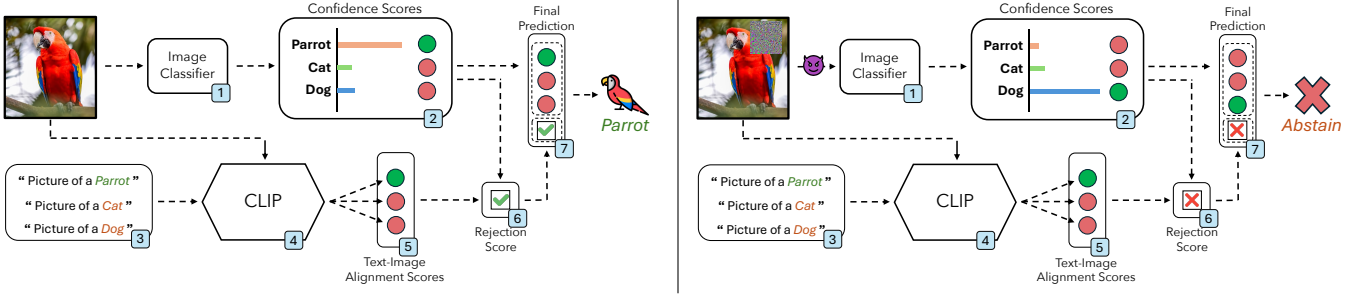 Confidence Scores
Parrot
Cat
Dog
2
Image
Classifier
1
Final
Prediction
7
Parrot
“ Picture of a Parrot ”
“ Picture of a Cat ”
“ Picture of a Dog ”
3
CLIP
4
5
Text-Image
Alignment Scores
6
Rejection
Score
Confidence Scores
Parrot
Cat
Dog
2
Image
Classifier
1
Final
Prediction
7
Abstain
“ Picture of a Parrot ”
“ Picture of a Cat ”
“ Picture of a Dog ”
3
CLIP
4
5
Text-Image
Alignment Scores
6
Rejection
Score